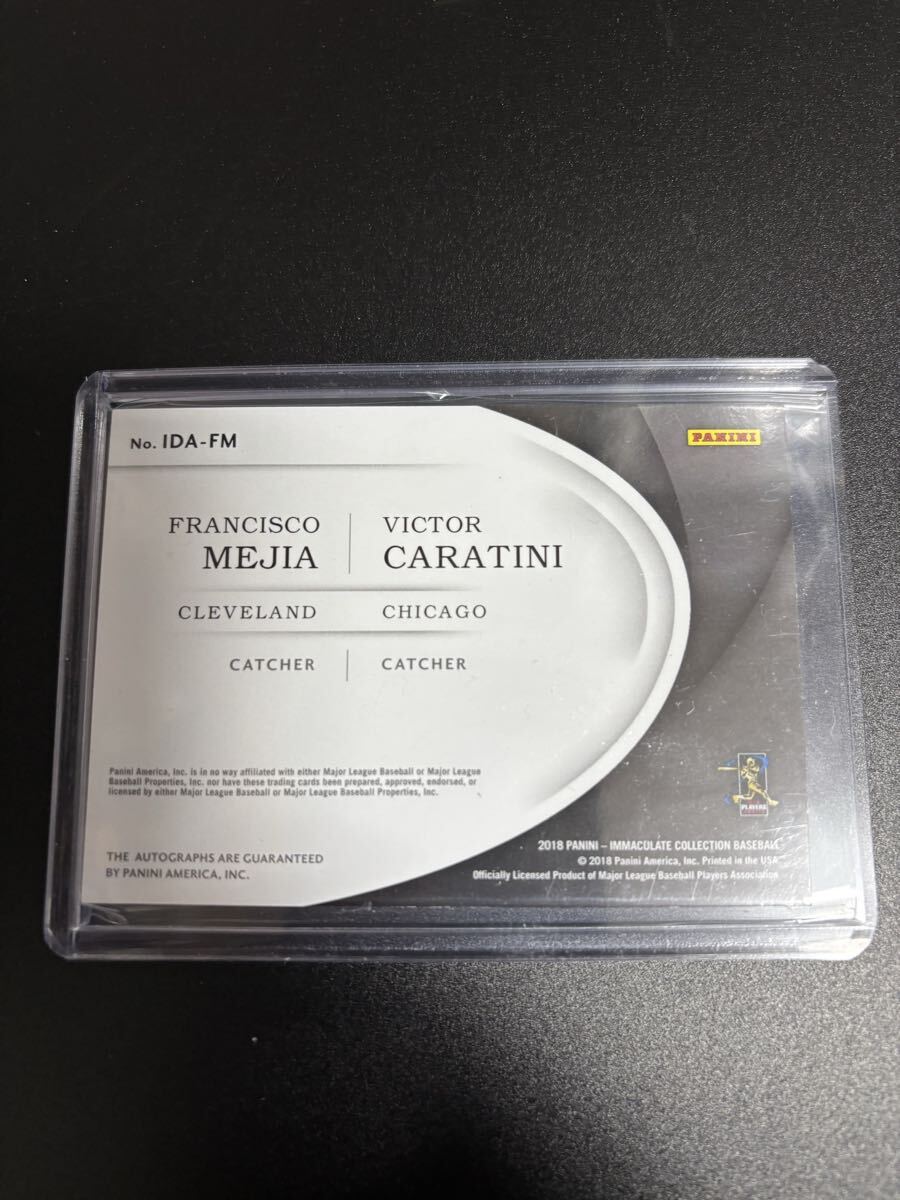 No. IDA-FM
PANINI
FRANCISCO
MEJIA
VICTOR
CARATINI
CLEVELAND
CHICAGO
CATCHER
CATCHER
Panini America, Inc. is in no way affiliated with either Major League Baseball or Major League
Baseball Properties, Inc. nor have these trading cards been prepared, approved, endorsed, or
licensed by either Major League Baseball or Major League Baseball Properties, Inc.
THE AUTOGRAPHS ARE GUARANTEED
BY PANINI AMERICA, INC.
PLAYERS
2018 PANINI – IMMACULATE COLLECTION BASEBALL
© 2018 Panini America, Inc. Printed in the USA
Officially Licensed Product of Major League Baseball Players Association